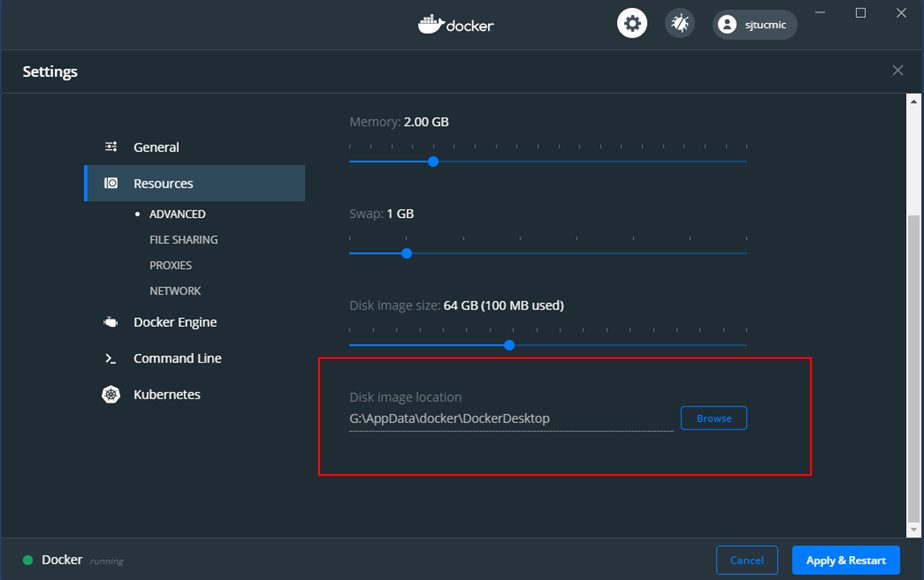 docker
sjtucmic
Settings
General
Resources
ADVANCED
FILE SHARING
PROXIES
NETWORK
Docker Engine
Command Line
Kubernetes
Memory: 2.00 GB
Swap: 1 GB
Disk image size: 64 GB (100 MB used)
Disk image location
G:\AppData\docker\DockerDesktop
Browse
Docker running
Cancel
Apply & Restart